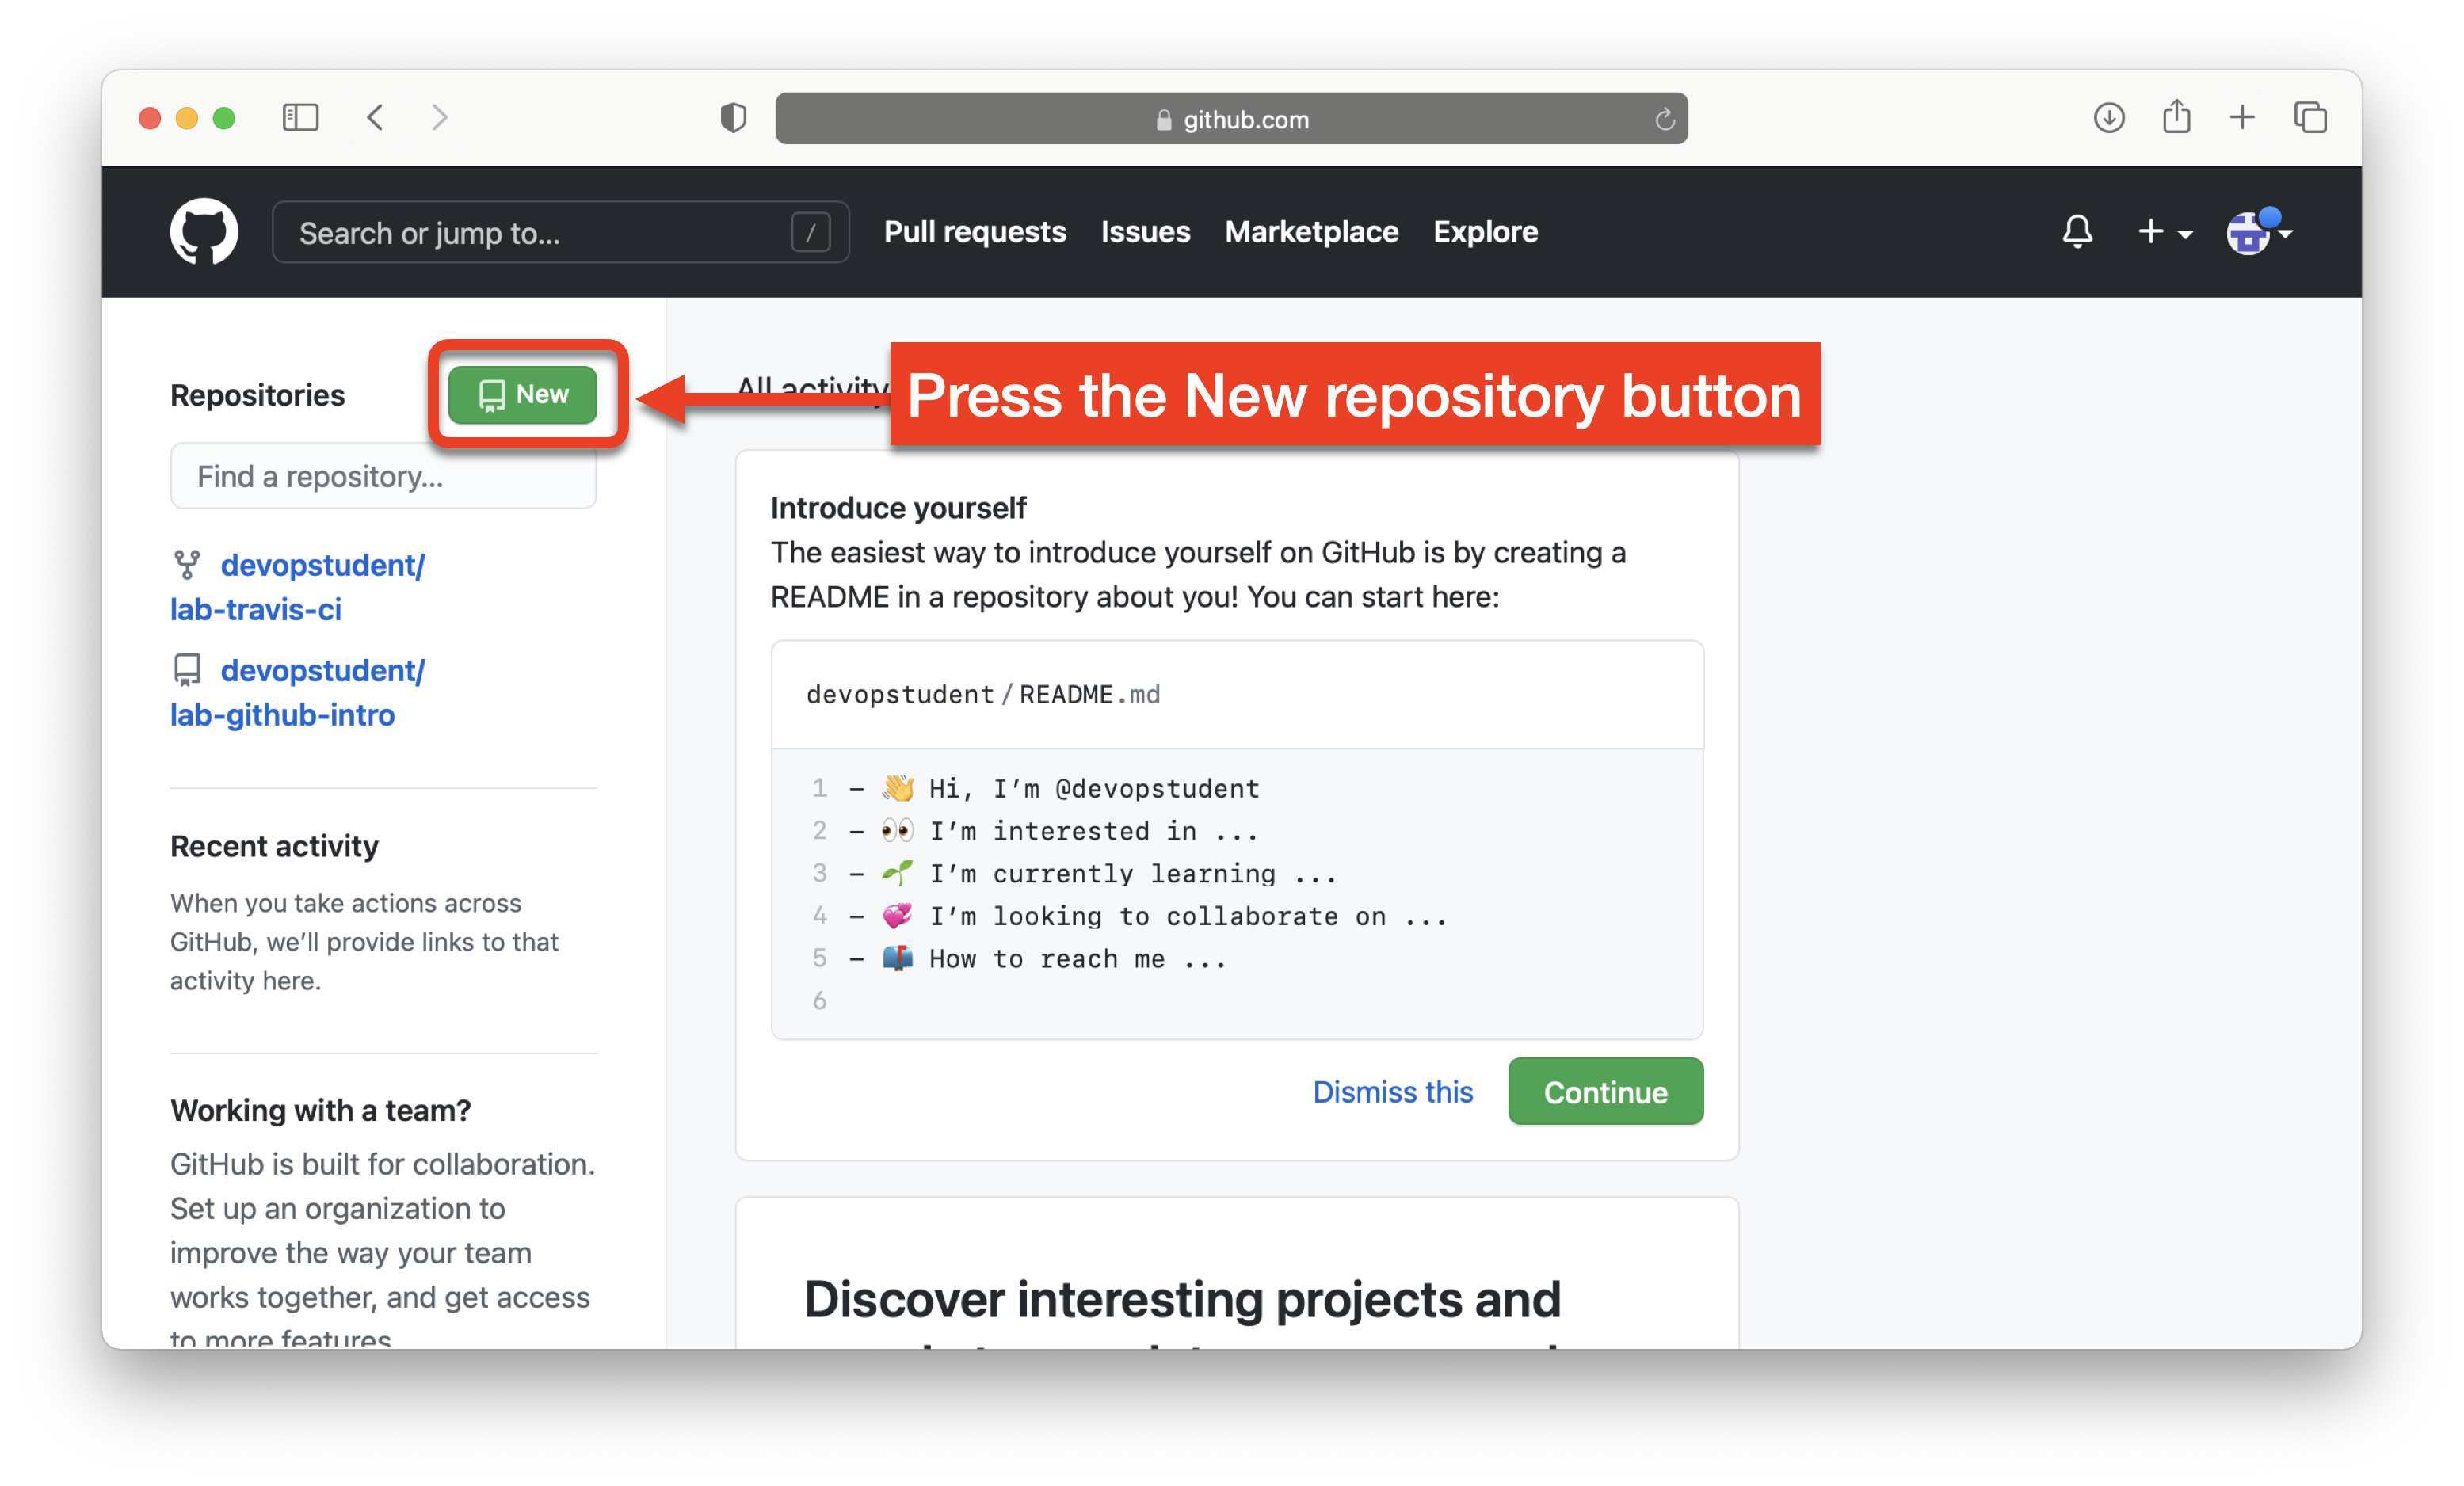 github.com
Search or jump to...
/
Pull requests
Issues
Marketplace
Explore
Repositories
New
All activity
Press the New repository button
Find a repository...
devopstudent/
lab-travis-ci
devopstudent/
lab-github-intro
Recent activity
When you take actions across
GitHub, we’ll provide links to that
activity here.
Working with a team?
GitHub is built for collaboration.
Set up an organization to
improve the way your team
works together, and get access
to more features
Introduce yourself
The easiest way to introduce yourself on GitHub is by creating a
README in a repository about you! You can start here:
devopstudent/README.md
1 – 👋 Hi, I’m @devopstudent
2 – 👀 I’m interested in ...
3 – 🌱 I’m currently learning ...
4 – 💞️ I’m looking to collaborate on ...
5 – 📫 How to reach me ...
6
Dismiss this
Continue
Discover interesting projects and